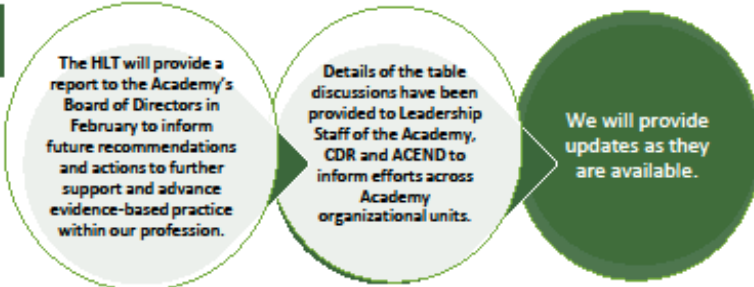 The HLT will provide a
report to the Academy's
Board of Directors in
February to inform
future recommendations
and actions to further
support and advance
evidence-based practice
within our profession.
Details of the table
discussions have been
provided to Leadership
Staff of the Academy,
CDR and ACEND to
inform efforts across
Academy
organizational units.
We will provide
updates as they
are available.